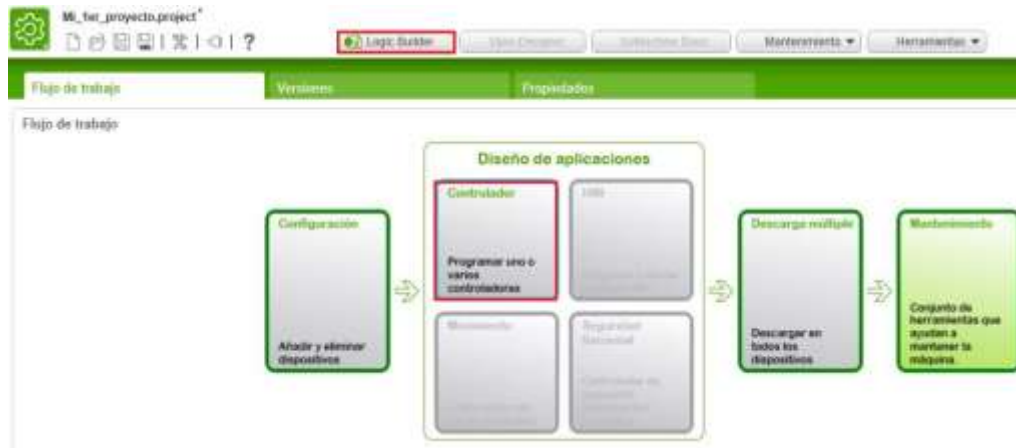 Mi_1er_proyecto.project*
Logic Builder
Mantenimiento
Herramientas
Flujo de trabajo
Versiones
Propiedades
Flujo de trabajo
Diseño de aplicaciones
Controlador
HMI
Programar uno o
varios
controladores
Configuración
Añadir y eliminar
dispositivos
Movimiento
Seguridad
Descarga múltiple
Descargar en
todos los
dispositivos
Mantenimiento
Conjunto de
herramientas que
ayudan a
mantener la
máquina.